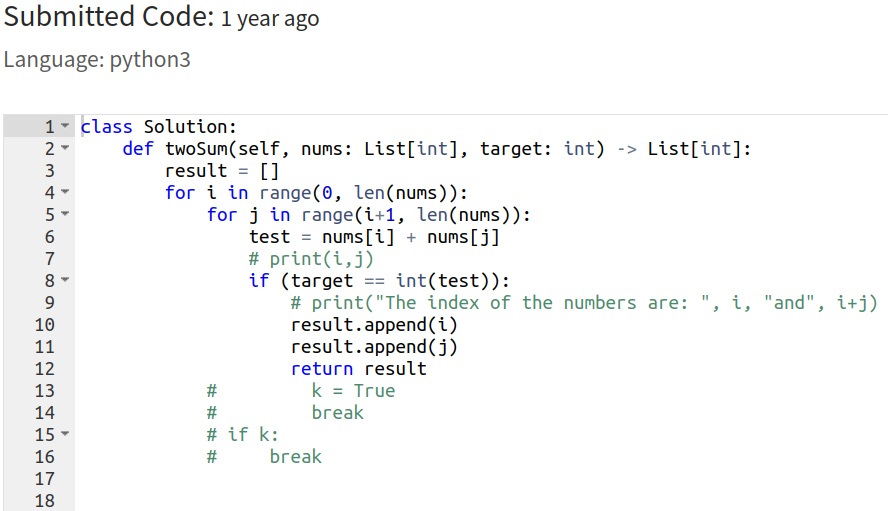 Submitted Code: 1 year ago
Language: python3
1 class Solution:
2     def twoSum(self, nums: List[int], target: int) -> List[int]:
3         result = []
4         for i in range(0, len(nums)):
5             for j in range(i+1, len(nums)):
6                 test = nums[i] + nums[j]
7                 # print(i,j)
8                 if (target == int(test)):
9                     # print("The index of the numbers are: ", i, "and", i+j)
10                     result.append(i)
11                     result.append(j)
12                     return result
13             #         k = True
14             #         break
15             # if k:
16             #     break
17
18